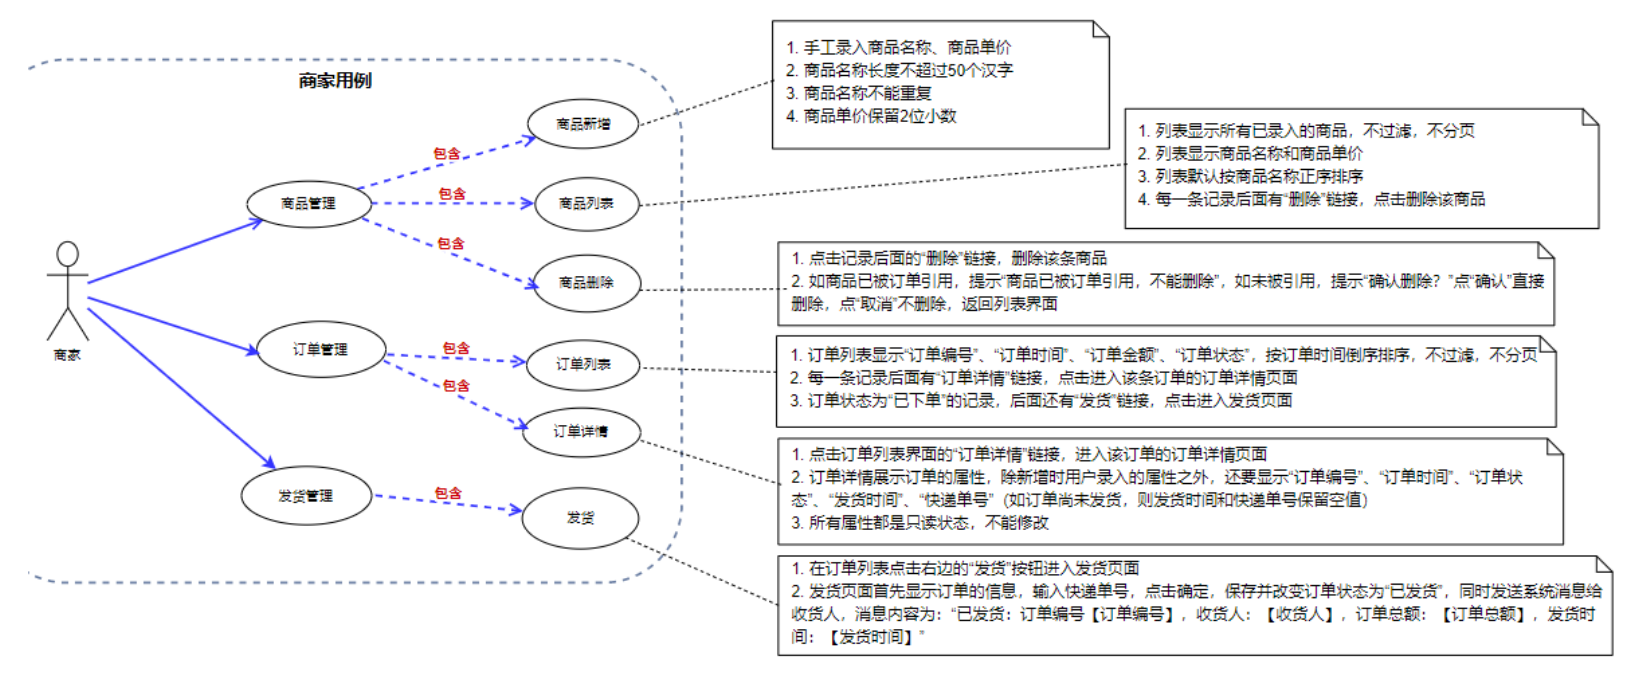 商家用例
商家
商品管理
订单管理
发货管理
包含
包含
包含
包含
包含
包含
商品新增
商品列表
商品删除
订单列表
订单详情
发货
1. 手工录入商品名称、商品单价
2. 商品名称长度不超过50个汉字
3. 商品名称不能重复
4. 商品单价保留2位小数
1. 列表显示所有已录入的商品，不过滤，不分页
2. 列表显示商品名称和商品单价
3. 列表默认按商品名称正序排序
4. 每一条记录后面有“删除”链接，点击删除该商品
1. 点击记录后面的“删除”链接，删除该条商品
2. 如商品已被订单引用，提示“商品已被订单引用，不能删除”，如未被引用，提示“确认删除？”点“确认”直接
删除，点“取消”不删除，返回列表界面
1. 订单列表显示“订单编号”、“订单时间”、“订单金额”、“订单状态”，按订单时间倒序排序，不过滤，不分页
2. 每一条记录后面有“订单详情”链接，点击进入该条订单的订单详情页面
3. 订单状态为“已下单”的记录，后面还有“发货”链接，点击进入发货页面
1. 点击订单列表界面的“订单详情”链接，进入该订单的订单详情页面
2. 订单详情展示订单的属性，除新增时用户录入的属性之外，还要显示“订单编号”、“订单时间”、“订单状
态”、“发货时间”、“快递单号”（如订单尚未发货，则发货时间和快递单号保留空值）
3. 所有属性都是只读状态，不能修改
1. 在订单列表点击右边的“发货”按钮进入发货页面
2. 发货页面首先显示订单的信息，输入快递单号，点击确定，保存并改变订单状态为“已发货”，同时发送系统消息给
收货人，消息内容为：“已发货：订单编号【订单编号】，收货人：【收货人】，订单总额：【订单总额】，发货时
间：【发货时间】”